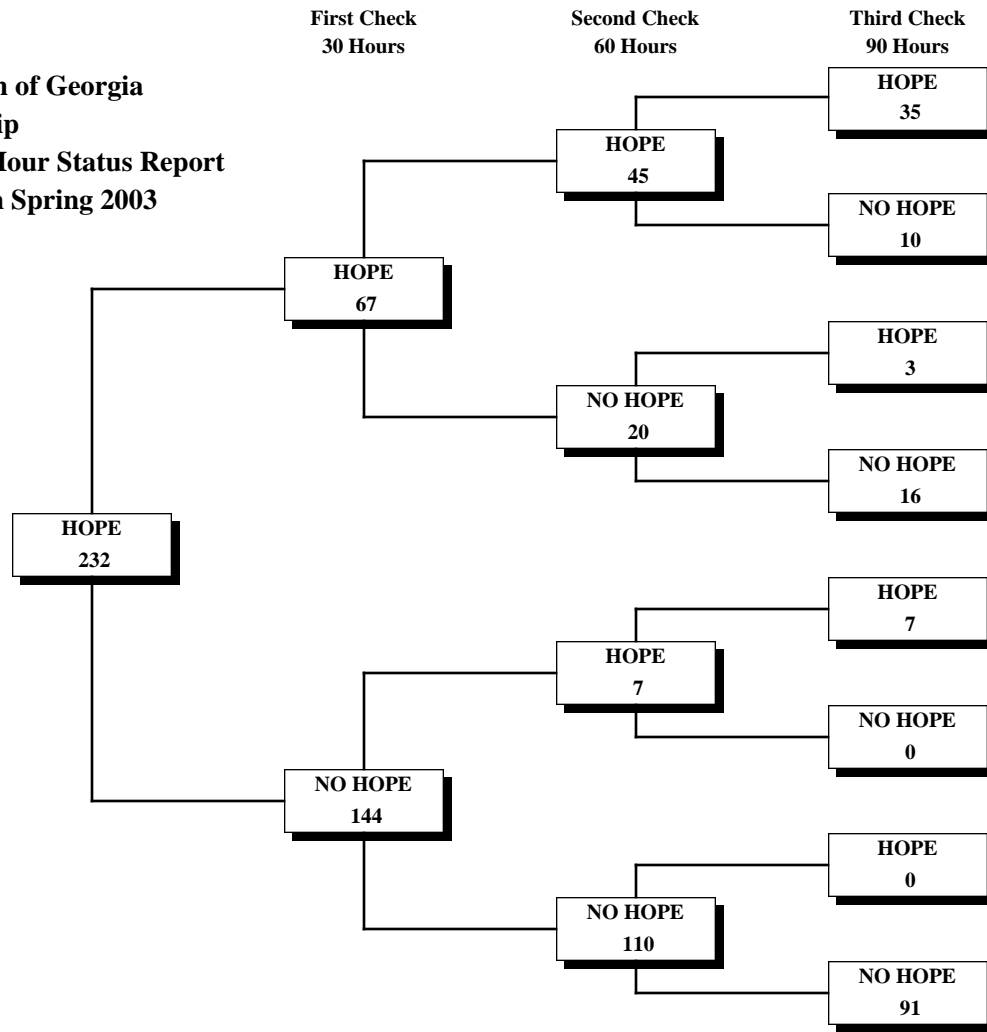 First Check
30 Hours
Second Check
60 Hours
Third Check
90 Hours
of Georgia
Hour Status Report
Spring 2003
HOPE
232
HOPE
67
NO HOPE
144
HOPE
45
NO HOPE
20
HOPE
7
NO HOPE
110
HOPE
35
NO HOPE
10
HOPE
3
NO HOPE
16
HOPE
7
NO HOPE
0
HOPE
0
NO HOPE
91